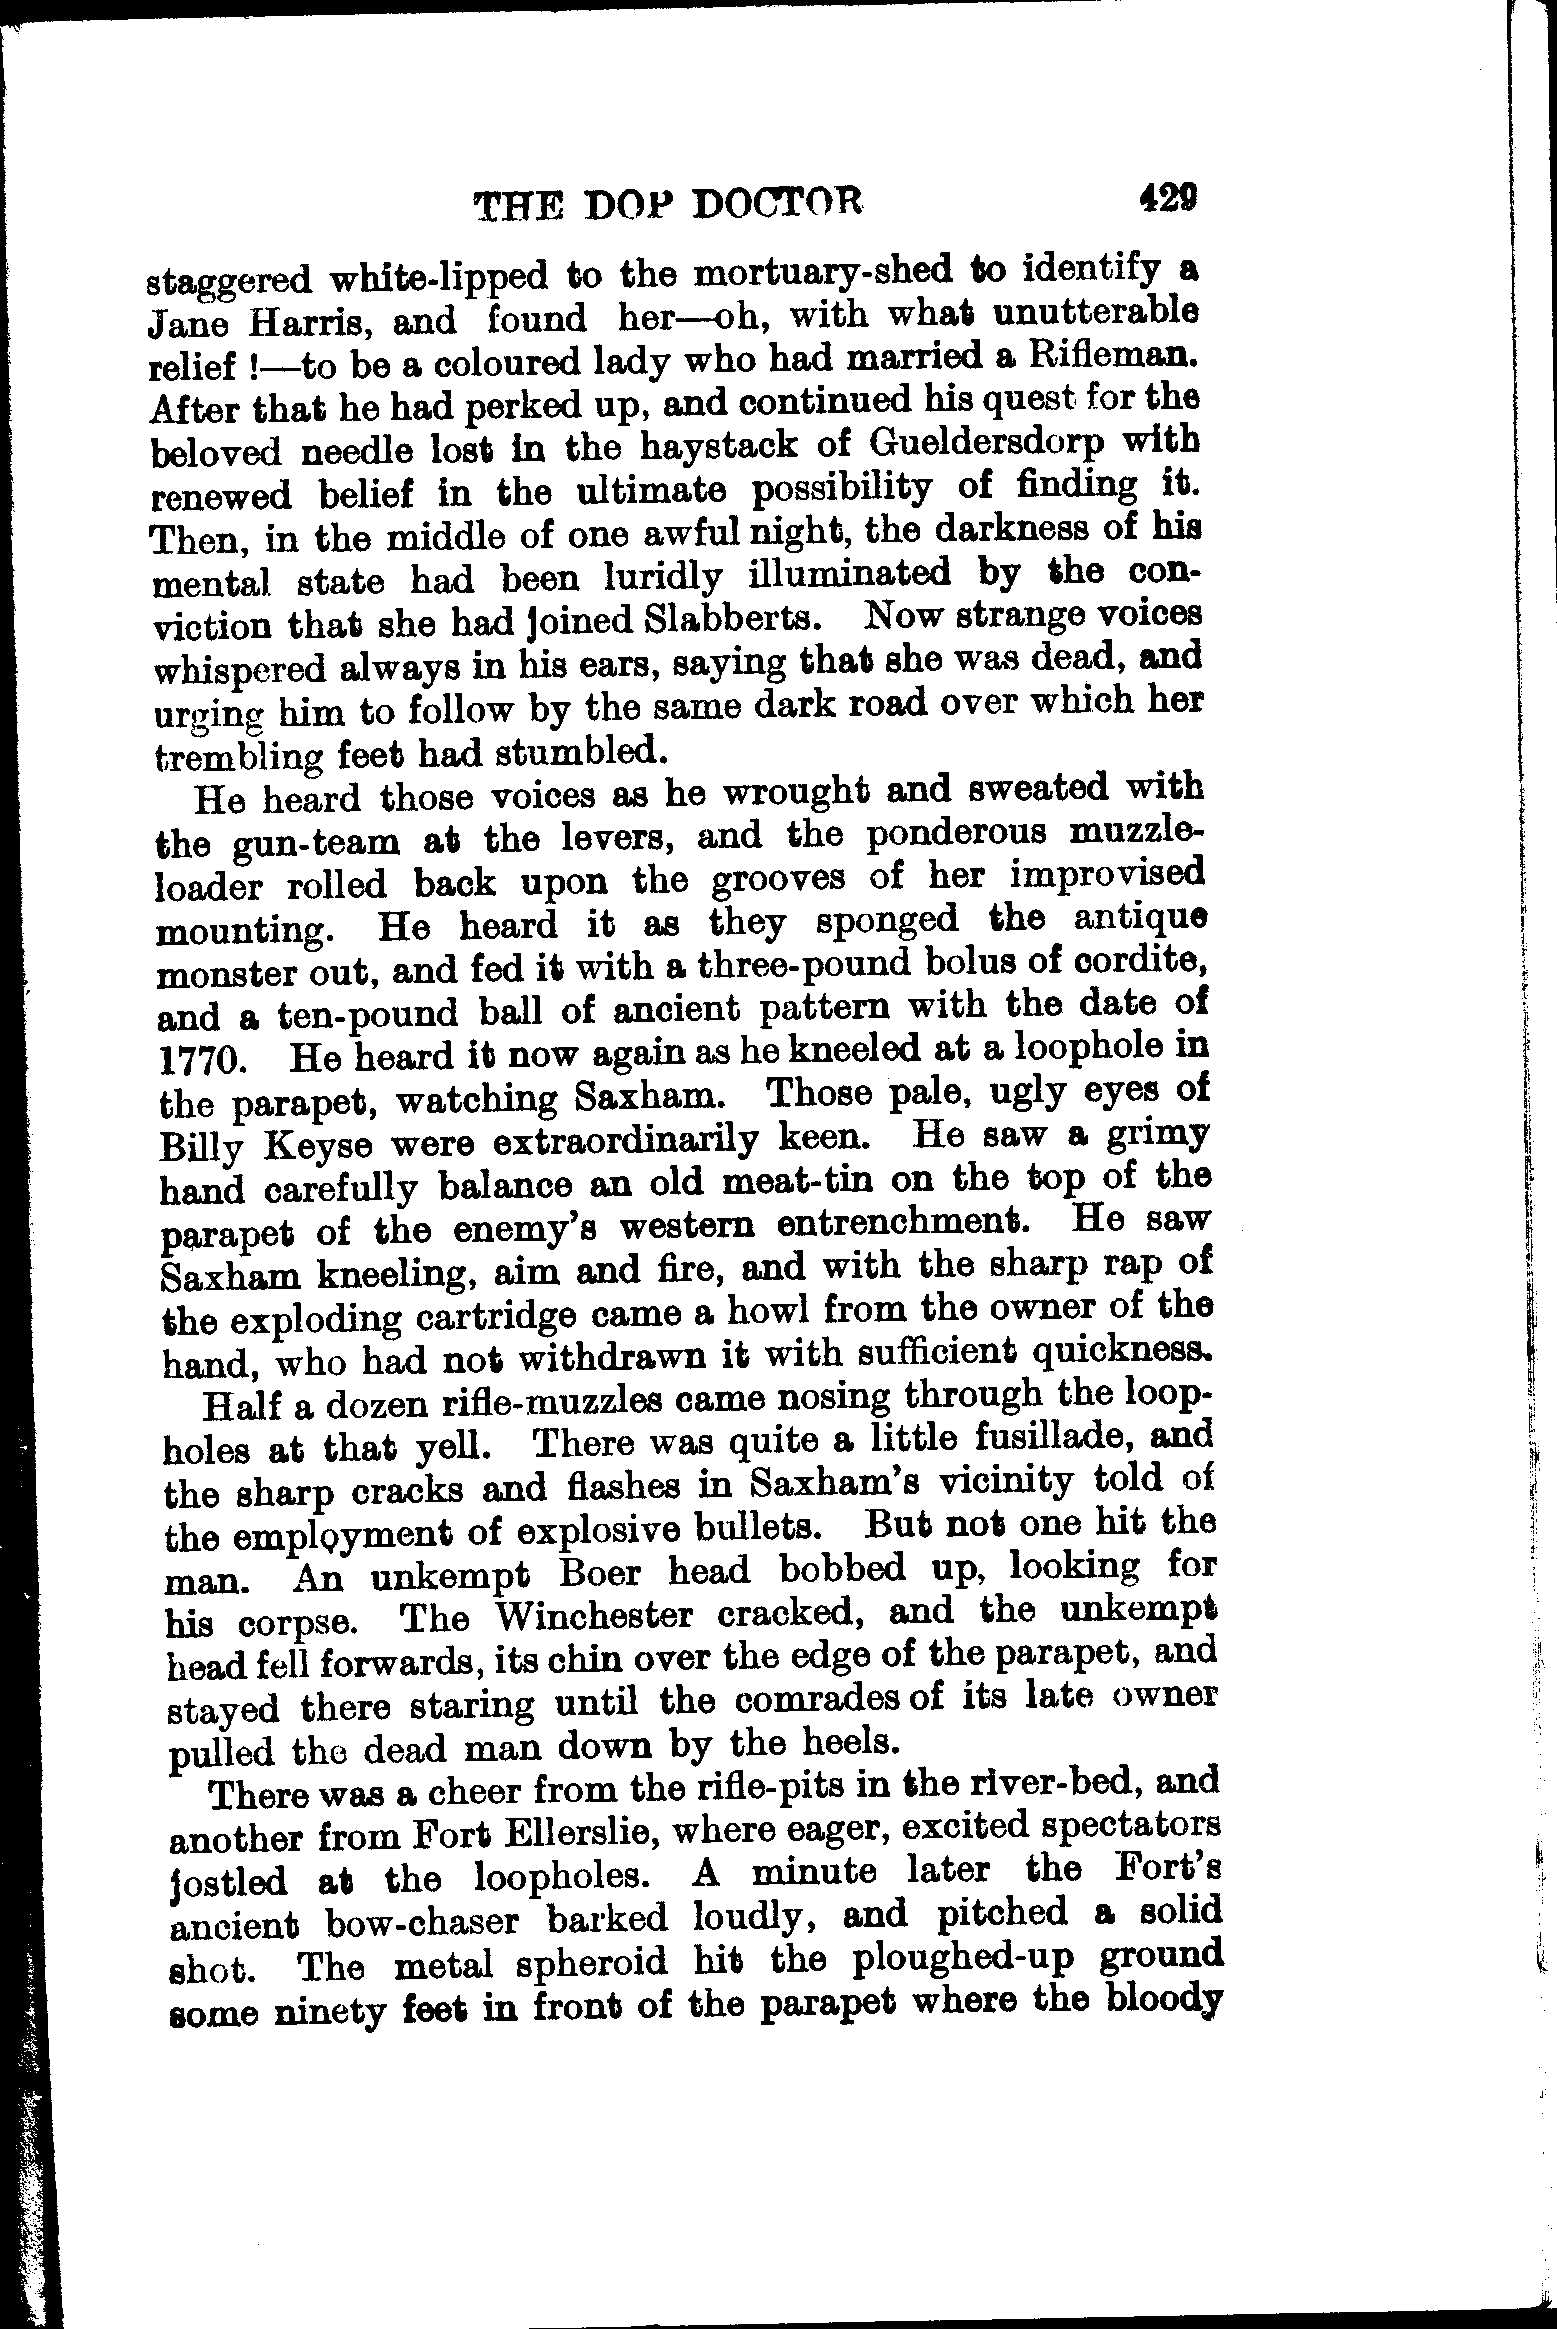 THE DOP DOCTOR 429
staggered white-lipped to the mortuary-shed to identify a
Jane Harris, and found her—oh, with what unutterable
relief !—to be a coloured lady who had married a Rifleman.
After that he had perked up, and continued his quest for the
beloved needle lost in the haystack of Gueldersdorp with
renewed belief in the ultimate possibility of finding it.
Then, in the middle of one awful night, the darkness of his
mental state had been luridly illuminated by the con-
viction that she had joined Slabberts. Now strange voices
whispered always in his ears, saying that she was dead, and
urging him to follow by the same dark road over which her
trembling feet had stumbled.
He heard those voices as he wrought and sweated with
the gun-team at the levers, and the ponderous muzzle-
loader rolled back upon the grooves of her improvised
mounting. He heard it as they sponged the antique
monster out, and fed it with a three-pound bolus of cordite,
and a ten-pound ball of ancient pattern with the date of
1770. He heard it now again as he kneeled at a loophole in
the parapet, watching Saxham. Those pale, ugly eyes of
Billy Keyse were extraordinarily keen. He saw a grimy
hand carefully balance an old meat-tin on the top of the
parapet of the enemy's western entrenchment. He saw
Saxham kneeling, aim and fire, and with the sharp rap of
the exploding cartridge came a howl from the owner of the
hand, who had not withdrawn it with sufficient quickness.
Half a dozen rifle-muzzles came nosing through the loop-
holes at that yell. There was quite a little fusillade, and
the sharp cracks and flashes in Saxham's vicinity told of
the employment of explosive bullets. But not one hit the
man. An unkempt Boer head bobbed up, looking for
his corpse. The Winchester cracked, and the unkempt
head fell forwards, its chin over the edge of the parapet, and
stayed there staring until the comrades of its late owner
pulled the dead man down by the heels.
There was a cheer from the rifle-pits in the river-bed, and
another from Fort Ellerslie, where eager, excited spectators
jostled at the loopholes. A minute later the Fort's
ancient bow-chaser barked loudly, and pitched a solid
shot. The metal spheroid hit the ploughed-up ground
some ninety feet in front of the parapet where the bloody